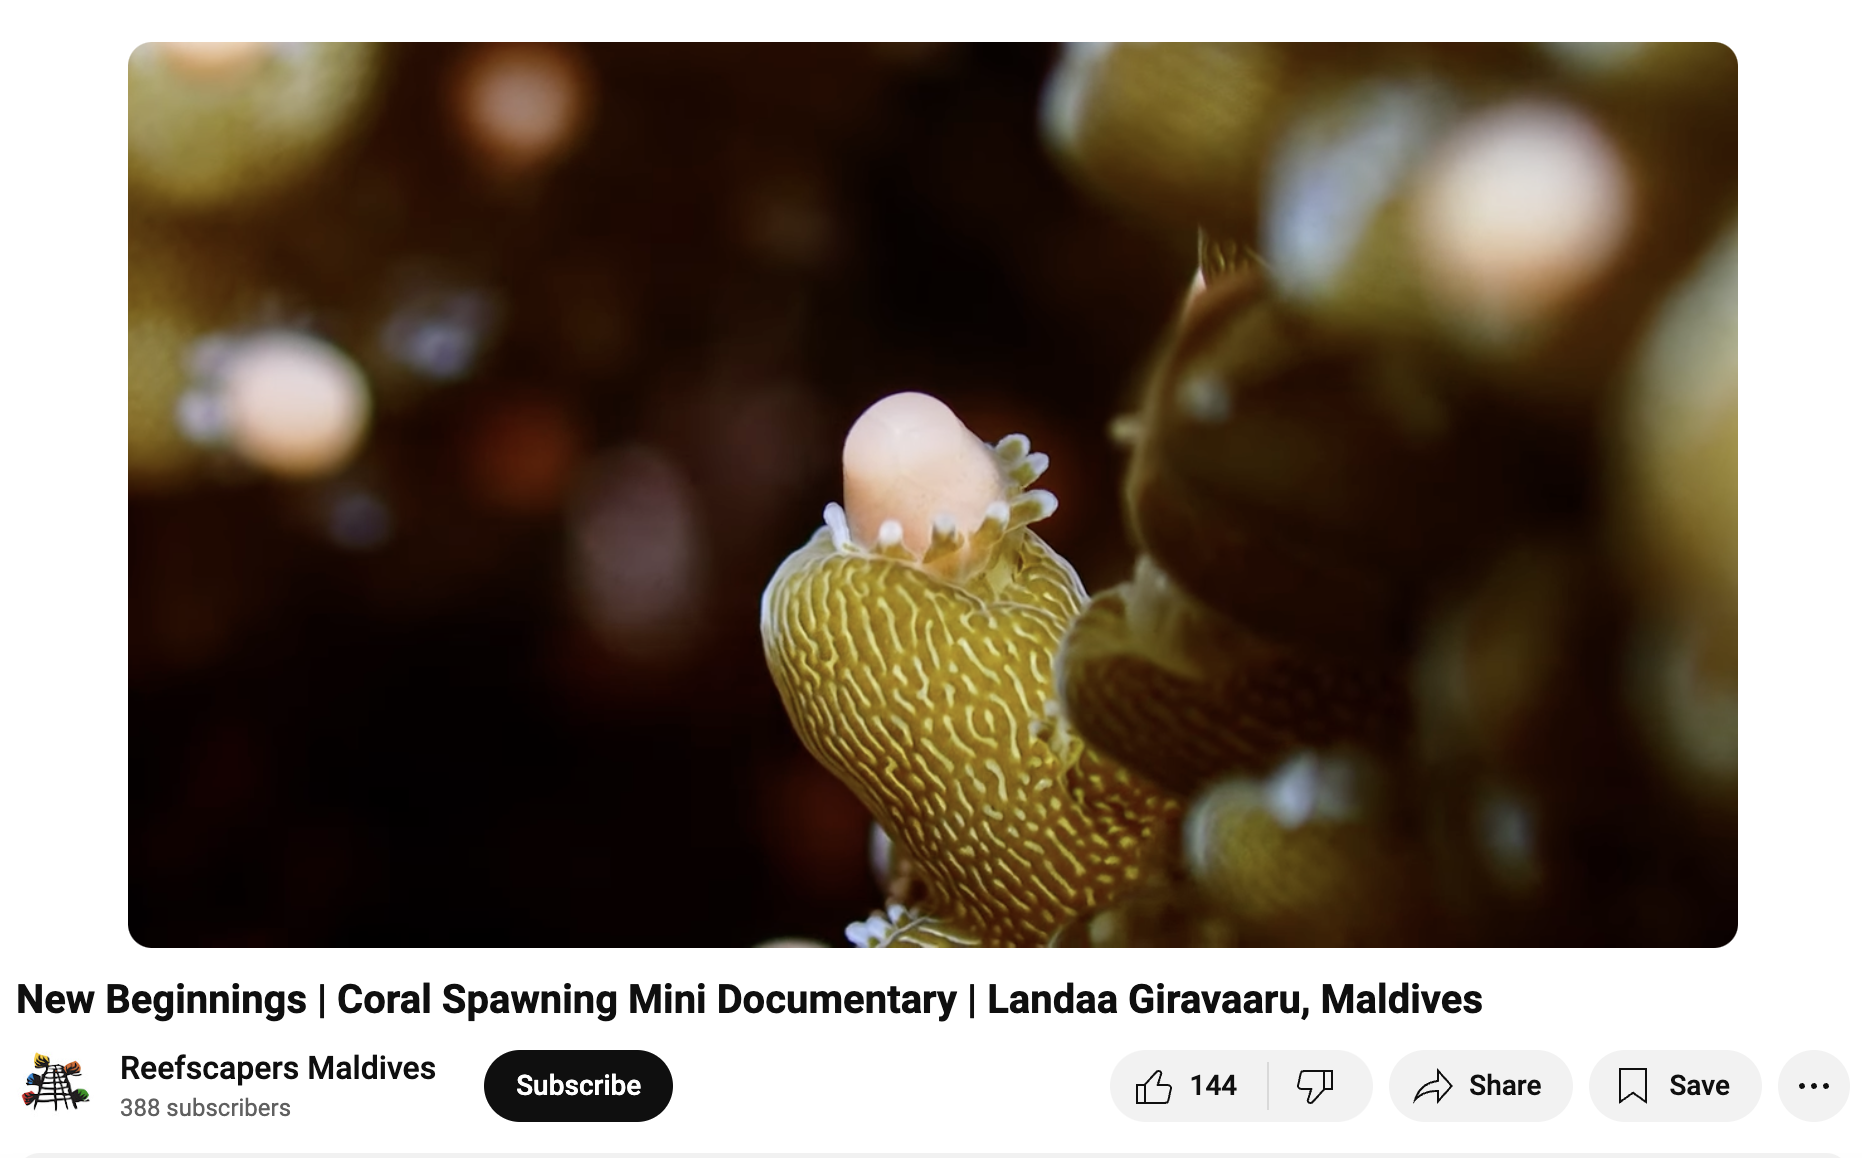 New Beginnings | Coral Spawning Mini Documentary | Landaa Giravaaru, Maldives
Reefscapers Maldives
388 subscribers
Subscribe
144
Share
Save